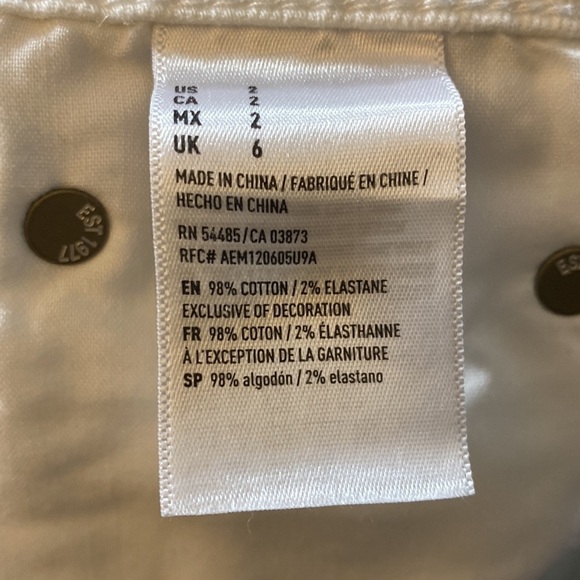 US 2
CA 2
MX 2
UK 6
MADE IN CHINA / FABRIQUÉ EN CHINE /
HECHO EN CHINA
RN 54485/CA 03873
RFC# AEM120605U9A
EN 98% COTTON / 2% ELASTANE
EXCLUSIVE OF DECORATION
FR 98% COTON / 2% ÉLASTHANNE
À L'EXCEPTION DE LA GARNITURE
SP 98% algodón / 2% elastano
EST 1977
ES